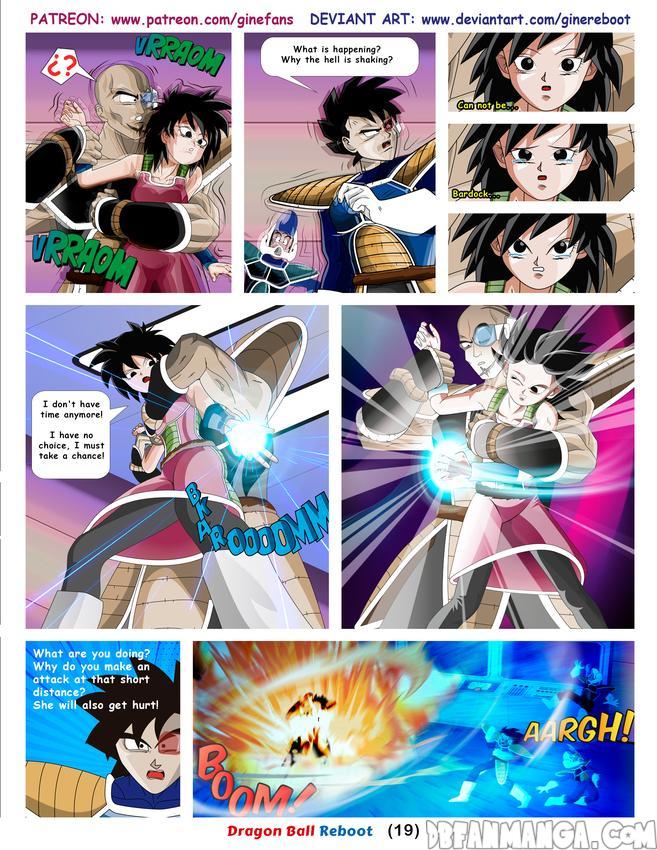 PATREON: www.patreon.com/ginefans DEVIANT ART: www.deviantart.com/ginereboot
VRRAOM
¿?
VRRAOM
What is happening?
Why the hell is shaking?
Can not be...
Bardock...
I don't have
time anymore!
I have no
choice, I must
take a chance!
BKAROOOOMM
What are you doing?
Why do you make an
attack at that short
distance?
She will also get hurt!
BOOM!
AARGH!
Dragon Ball Reboot (19)
DBFANMANGA.COM